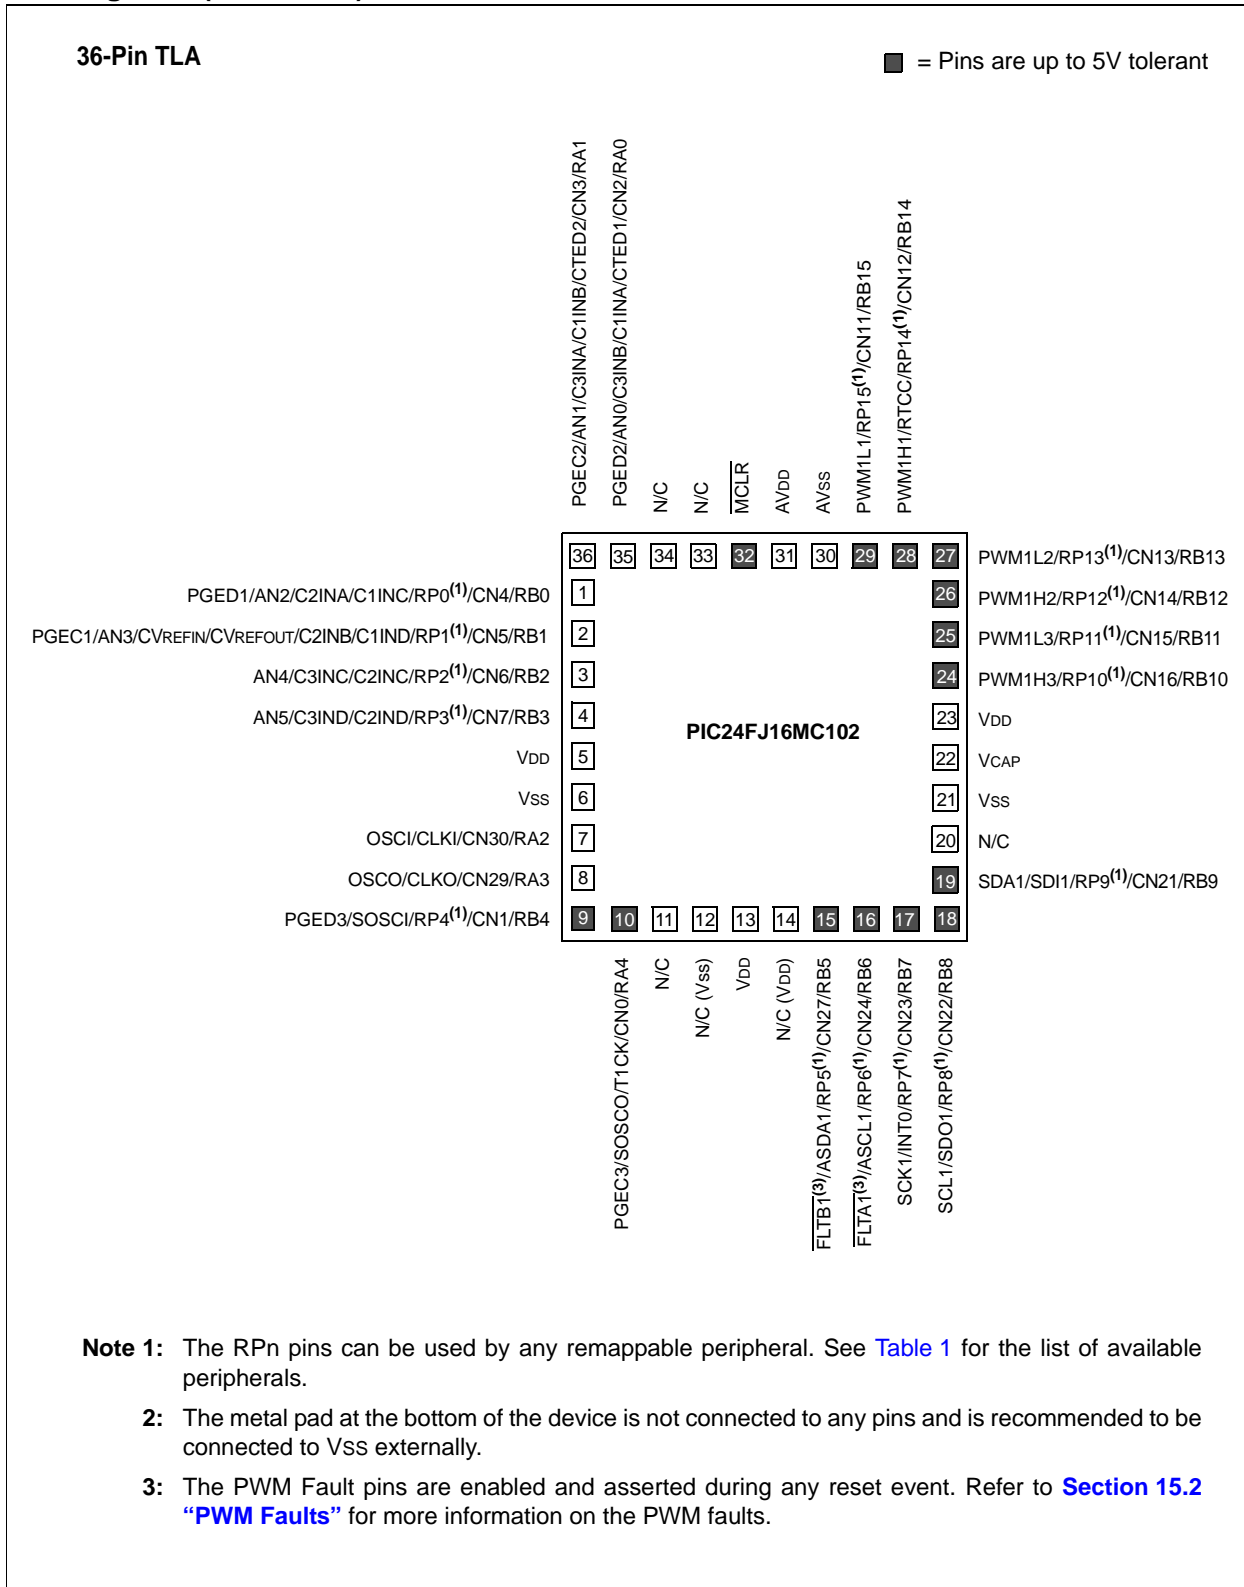 36-Pin TLA
= Pins are up to 5V tolerant
PGEC2/AN1/C3INA/C1INB/CTED2/CN3/RA1
PGED2/AN0/C3INB/C1INA/CTED1/CN2/RA0
N/C
N/C
MCLR
AVDD
AVSS
PWM1L1/RP15(1)/CN11/RB15
PWM1H1/RTCC/RP14(1)/CN12/RB14
36 35 34 33 32 31 30 29 28 27 PWM1L2/RP13(1)/CN13/RB13
PGED1/AN2/C2INA/C1INC/RP0(1)/CN4/RB0 1 26 PWM1H2/RP12(1)/CN14/RB12
PGEC1/AN3/CVREFIN/CVREFOUT/C2INB/C1IND/RP1(1)/CN5/RB1 2 25 PWM1L3/RP11(1)/CN15/RB11
AN4/C3INC/C2INC/RP2(1)/CN6/RB2 3 24 PWM1H3/RP10(1)/CN16/RB10
AN5/C3IND/C2IND/RP3(1)/CN7/RB3 4 23 VDD
PIC24FJ16MC102
VDD 5 22 VCAP
VSS 6 21 VSS
OSCI/CLKI/CN30/RA2 7 20 N/C
OSCO/CLKO/CN29/RA3 8 19 SDA1/SDI1/RP9(1)/CN21/RB9
PGED3/SOSCI/RP4(1)/CN1/RB4 9 10 11 12 13 14 15 16 17 18
PGEC3/SOSCO/T1CK/CN0/RA4
N/C
N/C (Vss)
VDD
N/C (VDD)
FLTB1(3)/ASDA1/RP5(1)/CN27/RB5
FLTA1(3)/ASCL1/RP6(1)/CN24/RB6
SCK1/INT0/RP7(1)/CN23/RB7
SCL1/SDO1/RP8(1)/CN22/RB8
Note 1: The RPn pins can be used by any remappable peripheral. See Table 1 for the list of available
peripherals.
2: The metal pad at the bottom of the device is not connected to any pins and is recommended to be
connected to VSS externally.
3: The PWM Fault pins are enabled and asserted during any reset event. Refer to Section 15.2
“PWM Faults” for more information on the PWM faults.